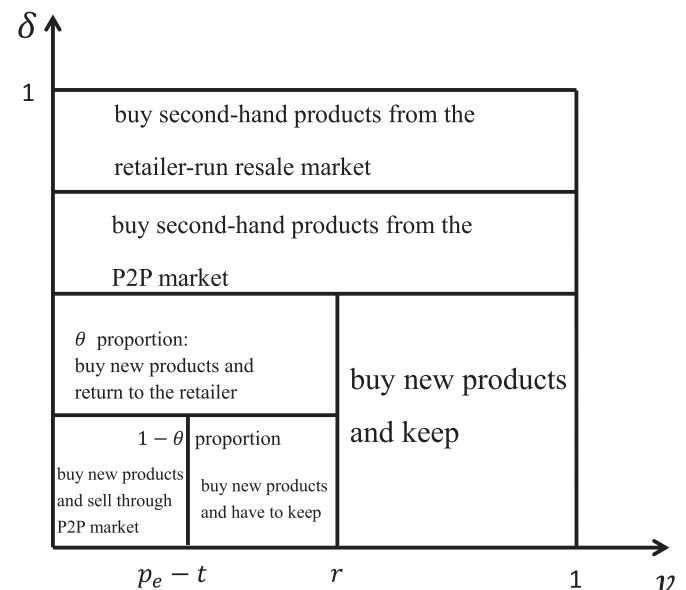 δ
1
buy second-hand products from the
retailer-run resale market
buy second-hand products from the
P2P market
θ proportion:
buy new products and
return to the retailer
buy new products
and keep
1 − θ proportion
buy new products
and sell through
P2P market
buy new products
and have to keep
pₑ − t
r
1
v